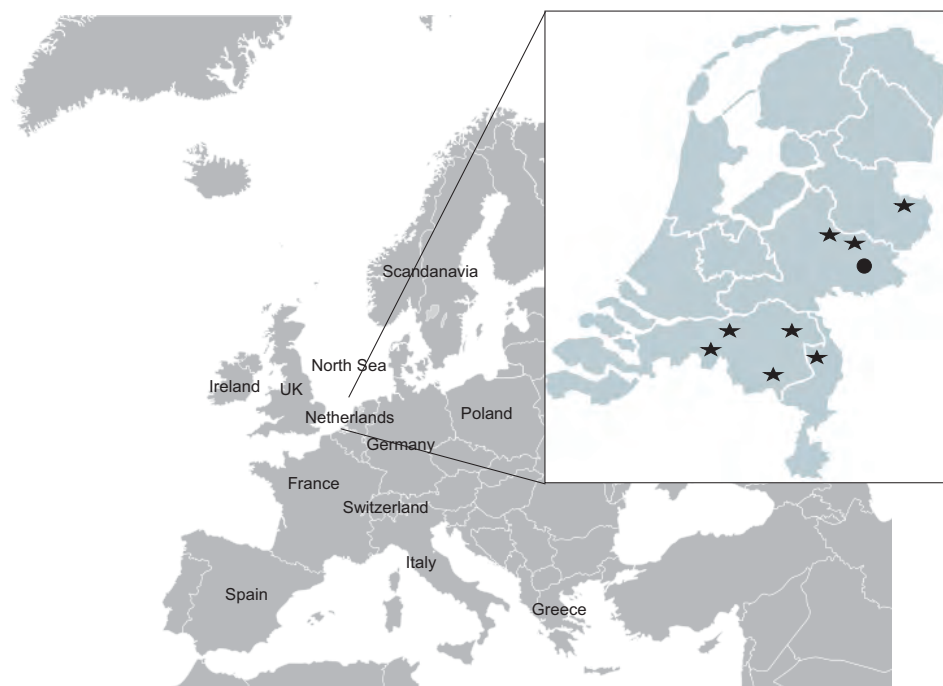 Scandanavia
North Sea
Ireland
UK
Netherlands
Poland
Germany
France
Switzerland
Italy
Spain
Greece